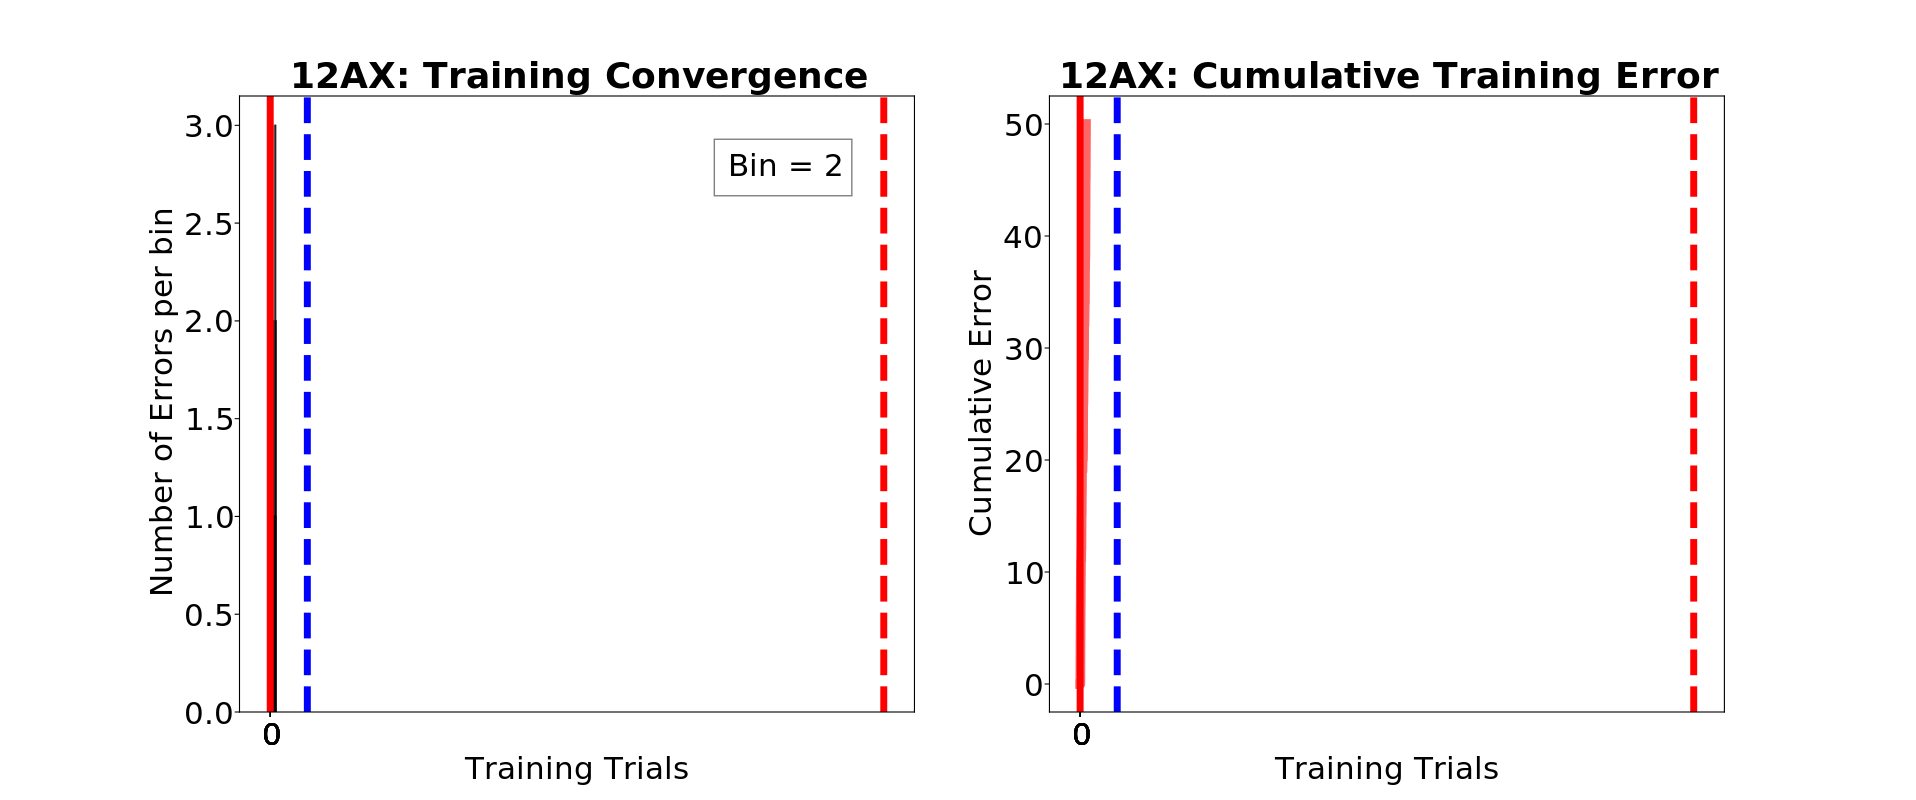 12AX: Training Convergence
Number of Errors per bin
3.0
2.5
2.0
1.5
1.0
0.5
0.0
Bin = 2
0
Training Trials
12AX: Cumulative Training Error
Cumulative Error
50
40
30
20
10
0
0
Training Trials